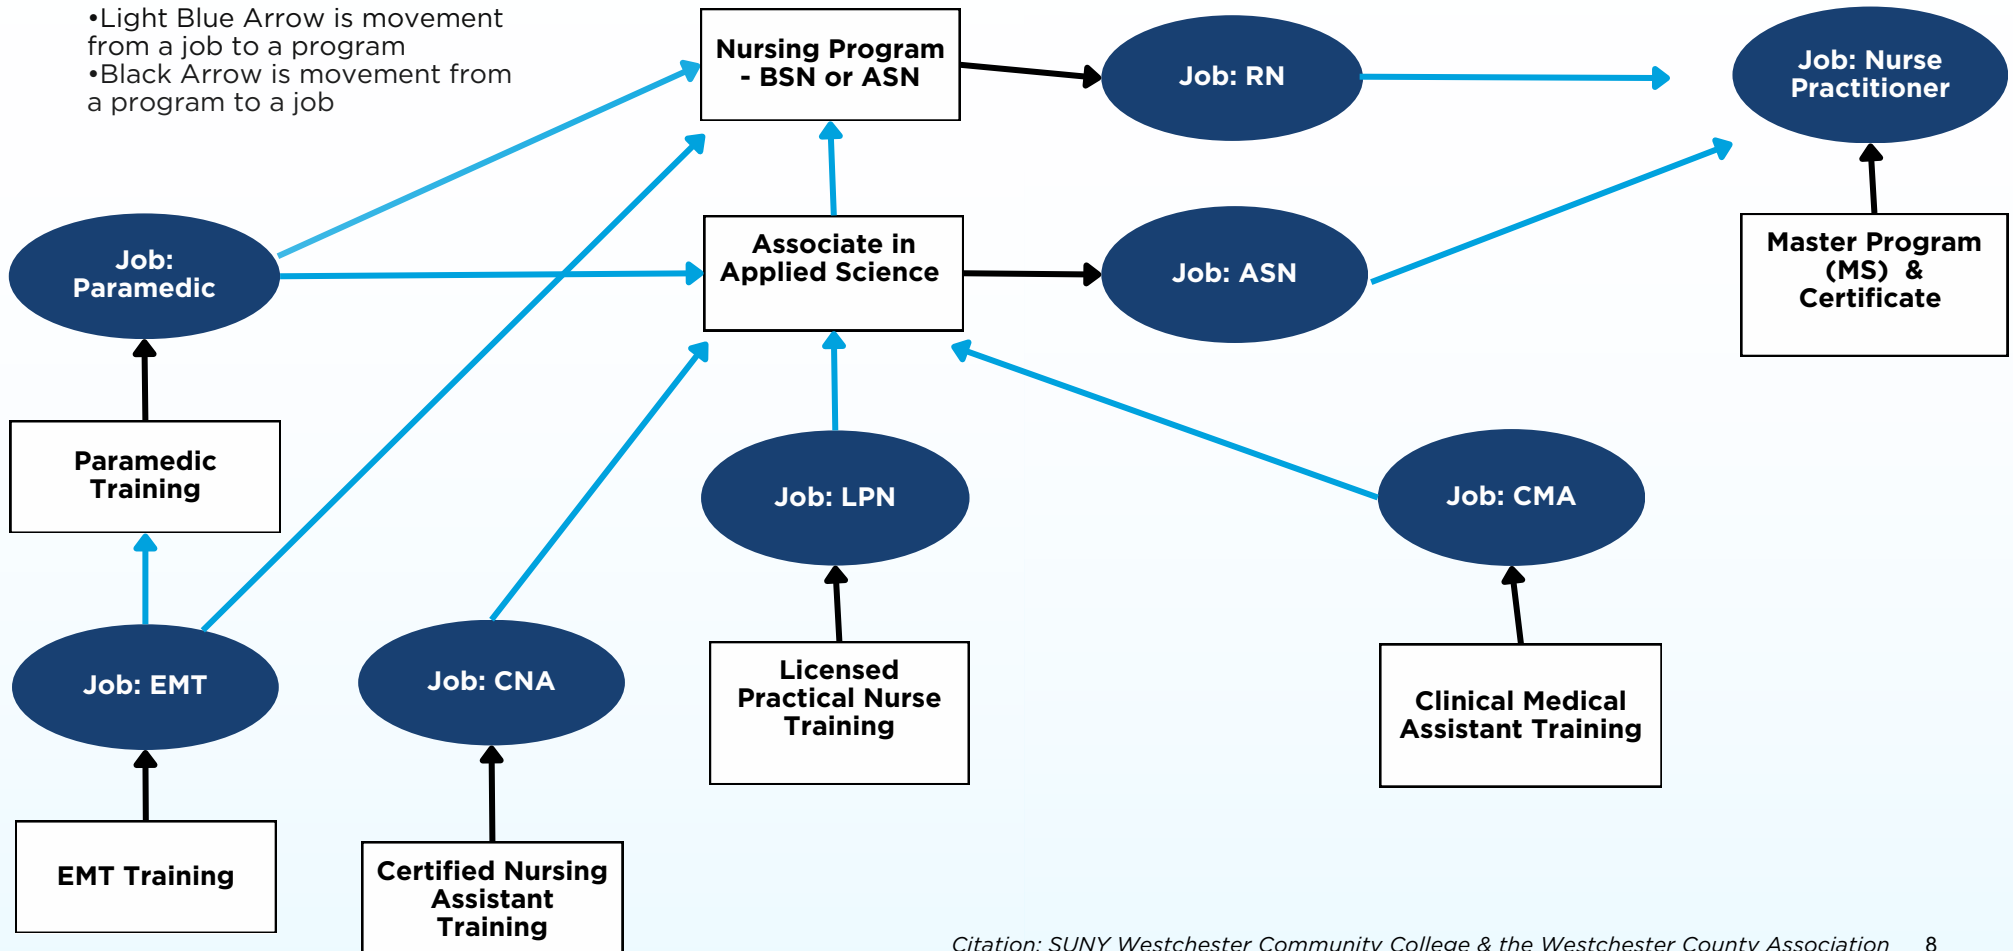 •Light Blue Arrow is movement
from a job to a program
•Black Arrow is movement from
a program to a job
Nursing Program
- BSN or ASN
Job: RN
Job: Nurse
Practitioner
Job:
Paramedic
Associate in
Applied Science
Job: ASN
Master Program
(MS) &
Certificate
Paramedic
Training
Job: LPN
Job: CMA
Job: EMT
Job: CNA
Licensed
Practical Nurse
Training
Clinical Medical
Assistant Training
EMT Training
Certified Nursing
Assistant
Training
Citation: SUNY Westchester Community College & the Westchester County Association 8